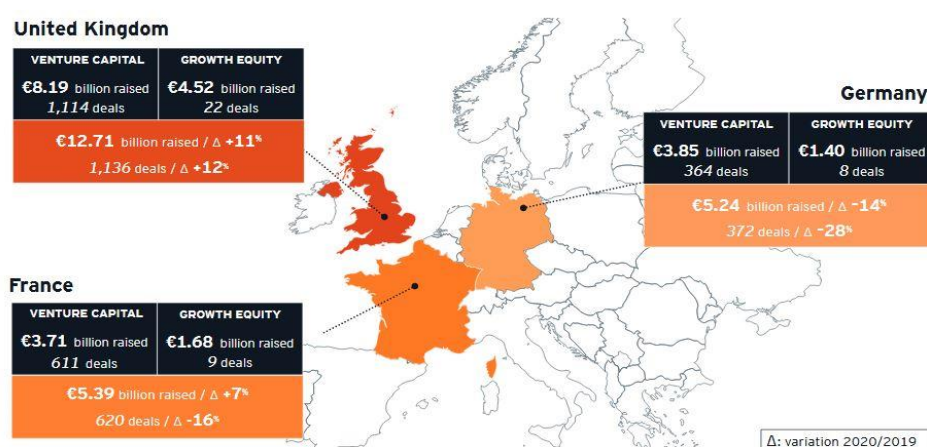 United Kingdom
VENTURE CAPITAL
€8.19 billion raised
1,114 deals
GROWTH EQUITY
€4.52 billion raised
22 deals
€12.71 billion raised / Δ +11%
1,136 deals / Δ +12%
Germany
VENTURE CAPITAL
€3.85 billion raised
364 deals
GROWTH EQUITY
€1.40 billion raised
8 deals
€5.24 billion raised / Δ -14%
372 deals / Δ -28%
France
VENTURE CAPITAL
€3.71 billion raised
611 deals
GROWTH EQUITY
€1.68 billion raised
9 deals
€5.39 billion raised / Δ +7%
620 deals / Δ -16%
Δ: variation 2020/2019